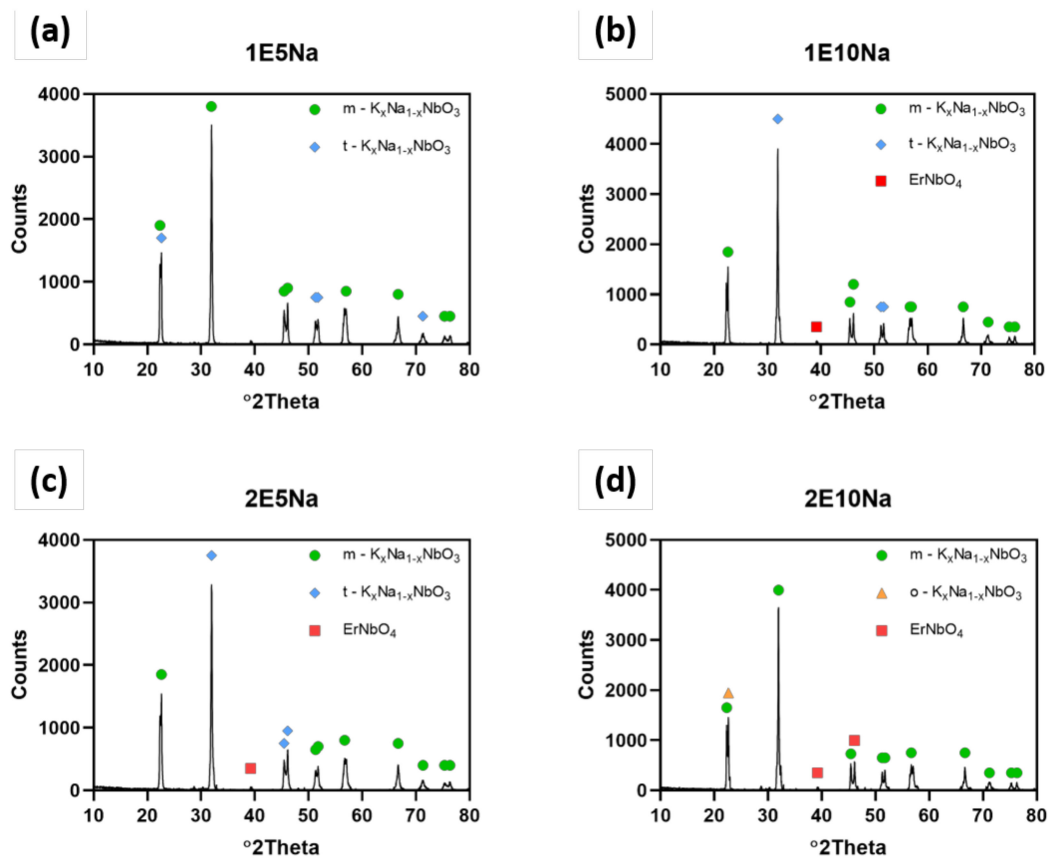 (a)
1E5Na
4000
3000
2000
1000
0
Counts
10 20 30 40 50 60 70 80
°2Theta
m - KₓNa₁₋ₓNbO₃
t - KₓNa₁₋ₓNbO₃
(b)
1E10Na
5000
4000
3000
2000
1000
0
Counts
10 20 30 40 50 60 70 80
°2Theta
m - KₓNa₁₋ₓNbO₃
t - KₓNa₁₋ₓNbO₃
ErNbO₄
(c)
2E5Na
4000
3000
2000
1000
0
Counts
10 20 30 40 50 60 70 80
°2Theta
m - KₓNa₁₋ₓNbO₃
t - KₓNa₁₋ₓNbO₃
ErNbO₄
(d)
2E10Na
5000
4000
3000
2000
1000
0
Counts
10 20 30 40 50 60 70 80
°2Theta
m - KₓNa₁₋ₓNbO₃
o - KₓNa₁₋ₓNbO₃
ErNbO₄